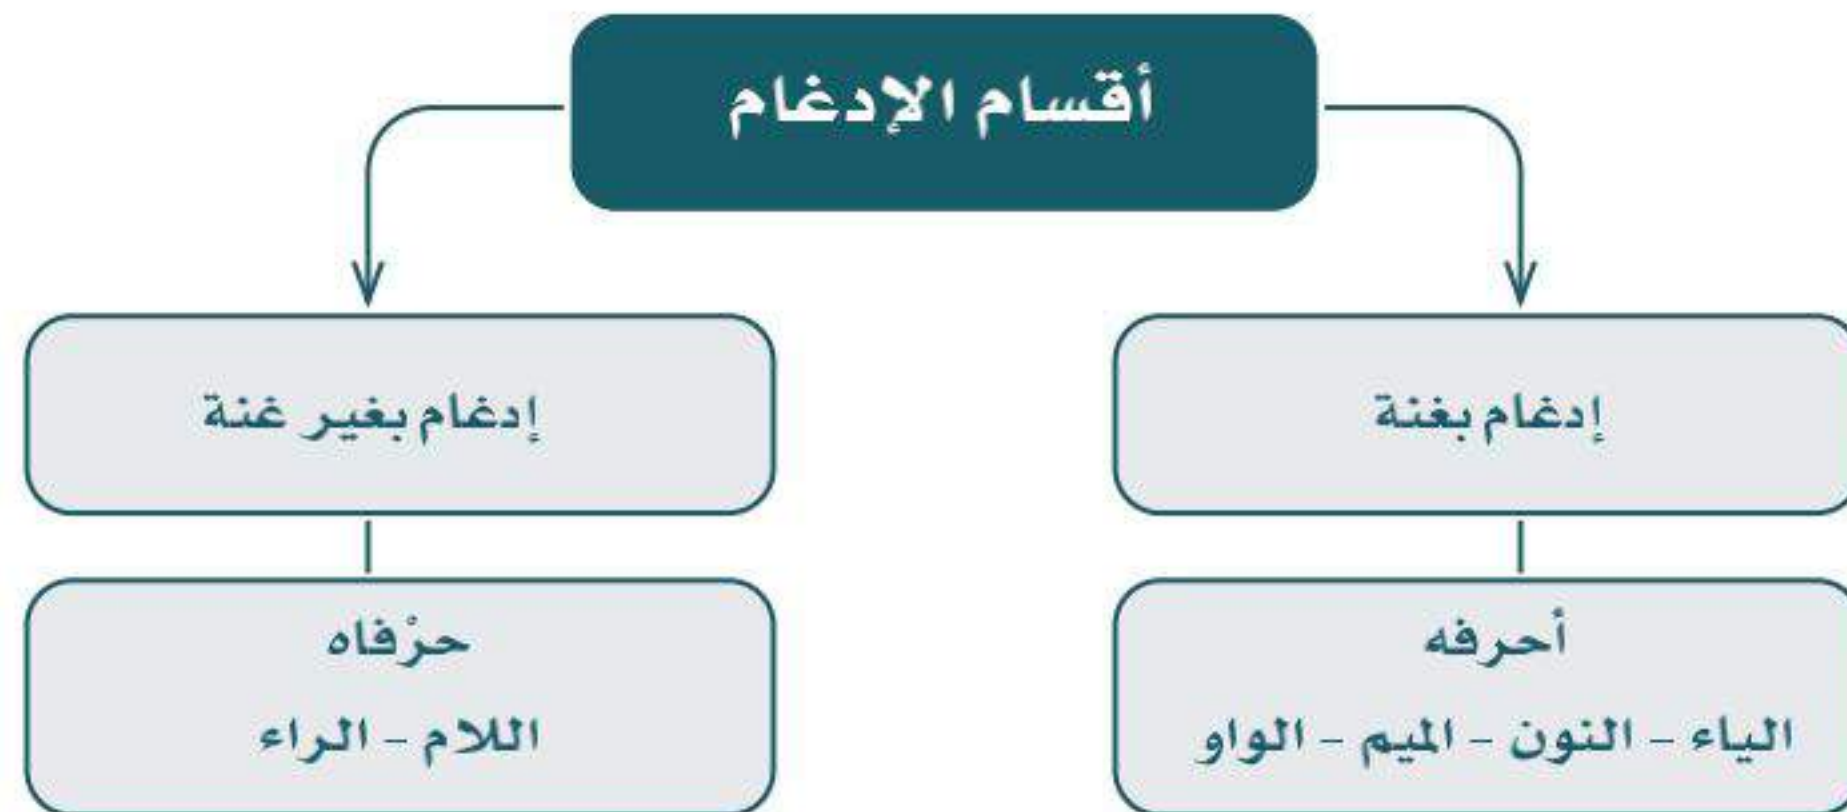 أقسام الإدغام
إدغام بغنة
أحرفه
الياء - النون - الميم - الواو
إدغام بغير غنة
حرْفاه
اللام - الراء